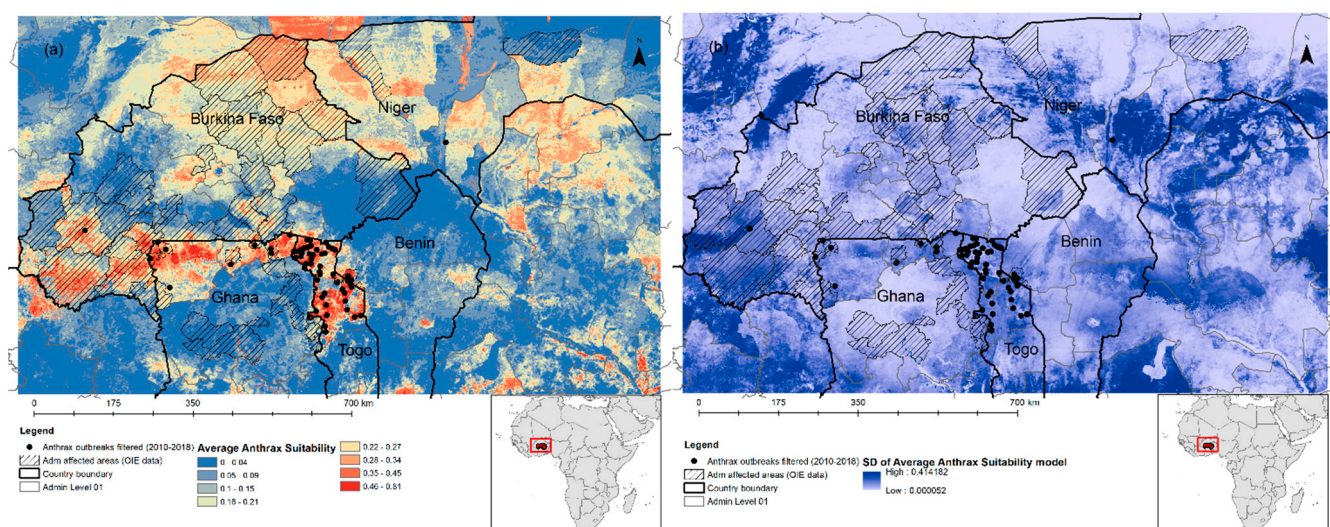 (a)
N
Niger
Burkina Faso
Benin
Ghana
Togo
0 175 350 700 km
Legend
Anthrax outbreaks filtered (2010-2018)
Adm affected areas (OIE data)
Country boundary
Admin Level 01
Average Anthrax Suitability
0 - 0.04
0.05 - 0.09
0.1 - 0.15
0.16 - 0.21
0.22 - 0.27
0.28 - 0.34
0.35 - 0.45
0.46 - 0.81
(b)
N
Niger
Burkina Faso
Benin
Ghana
Togo
0 175 350 700 km
Legend
Anthrax outbreaks filtered (2010-2018)
Adm affected areas (OIE data)
Country boundary
Admin Level 01
SD of Average Anthrax Suitability model
High : 0.414182
Low : 0.000052